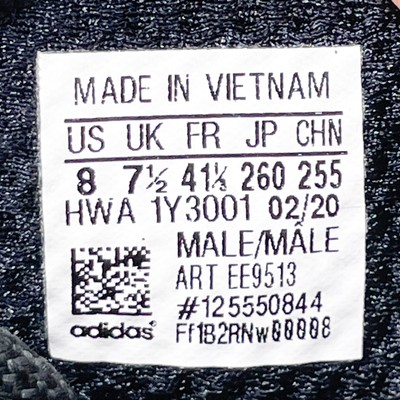 MADE IN VIETNAM
US UK FR JP CHN
8 7½ 41⅓ 260 255
HWA 1Y3001 02/20
MALE/MÂLE
ART EE9513
#125550844
adidas® Ff1B2RNw00008